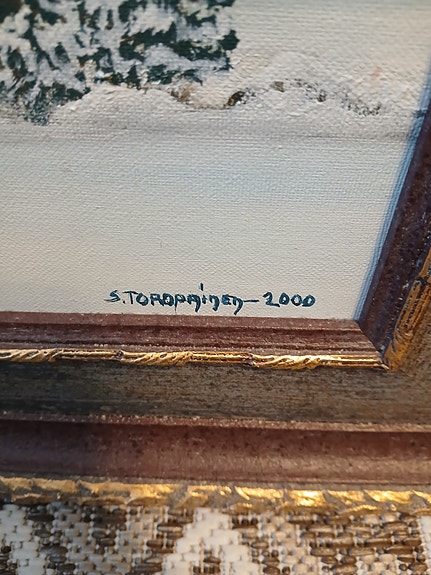 S. TOROPAINEN - 2000